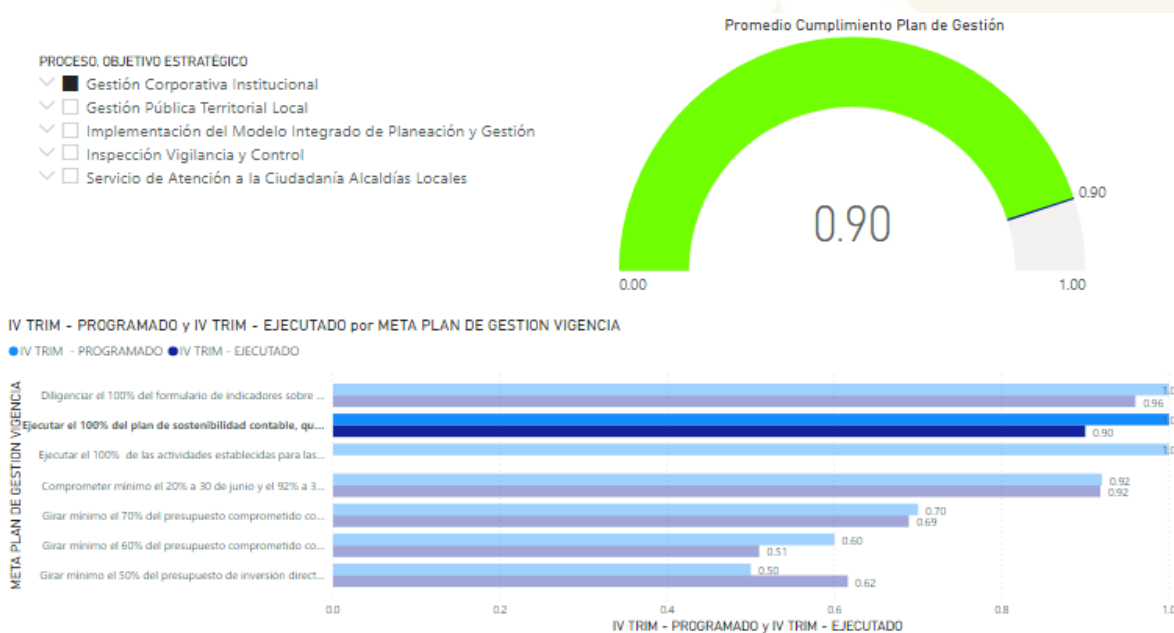 Promedio Cumplimiento Plan de Gestión
PROCESO, OBJETIVO ESTRATÉGICO
Gestión Corporativa Institucional
Gestión Pública Territorial Local
Implementación del Modelo Integrado de Planeación y Gestión
Inspección Vigilancia y Control
Servicio de Atención a la Ciudadanía Alcaldías Locales
0.90
0.90
0.00
1.00
IV TRIM - PROGRAMADO y IV TRIM - EJECUTADO por META PLAN DE GESTION VIGENCIA
IV TRIM - PROGRAMADO IV TRIM - EJECUTADO
META PLAN DE GESTION VIGENCIA
Diligenciar el 100% del formulario de indicadores sobre ...
1.0
0.96
Ejecutar el 100% del plan de sostenibilidad contable, qu...
1.0
0.90
Ejecutar el 100% de las actividades establecidas para las...
1.0
Comprometer mínimo el 20% a 30 de junio y el 92% a 3...
0.92
0.92
Girar mínimo el 70% del presupuesto comprometido co...
0.70
0.69
Girar mínimo el 60% del presupuesto comprometido co...
0.60
0.51
Girar mínimo el 50% del presupuesto de inversión direct...
0.50
0.62
0.0 0.2 0.4 0.6 0.8 1.0
IV TRIM - PROGRAMADO y IV TRIM - EJECUTADO